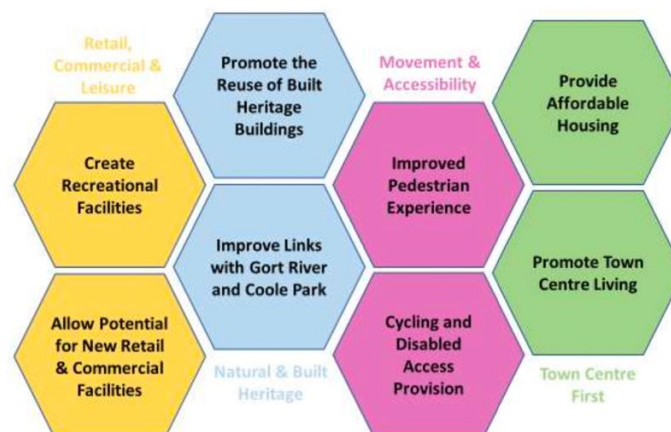 Retail,
Commercial &
Leisure
Create
Recreational
Facilities
Allow Potential
for New Retail
& Commercial
Facilities
Promote the
Reuse of Built
Heritage
Buildings
Improve Links
with Gort River
and Coole Park
Natural & Built
Heritage
Movement &
Accessibility
Improved
Pedestrian
Experience
Cycling and
Disabled
Access
Provision
Provide
Affordable
Housing
Promote Town
Centre Living
Town Centre
First